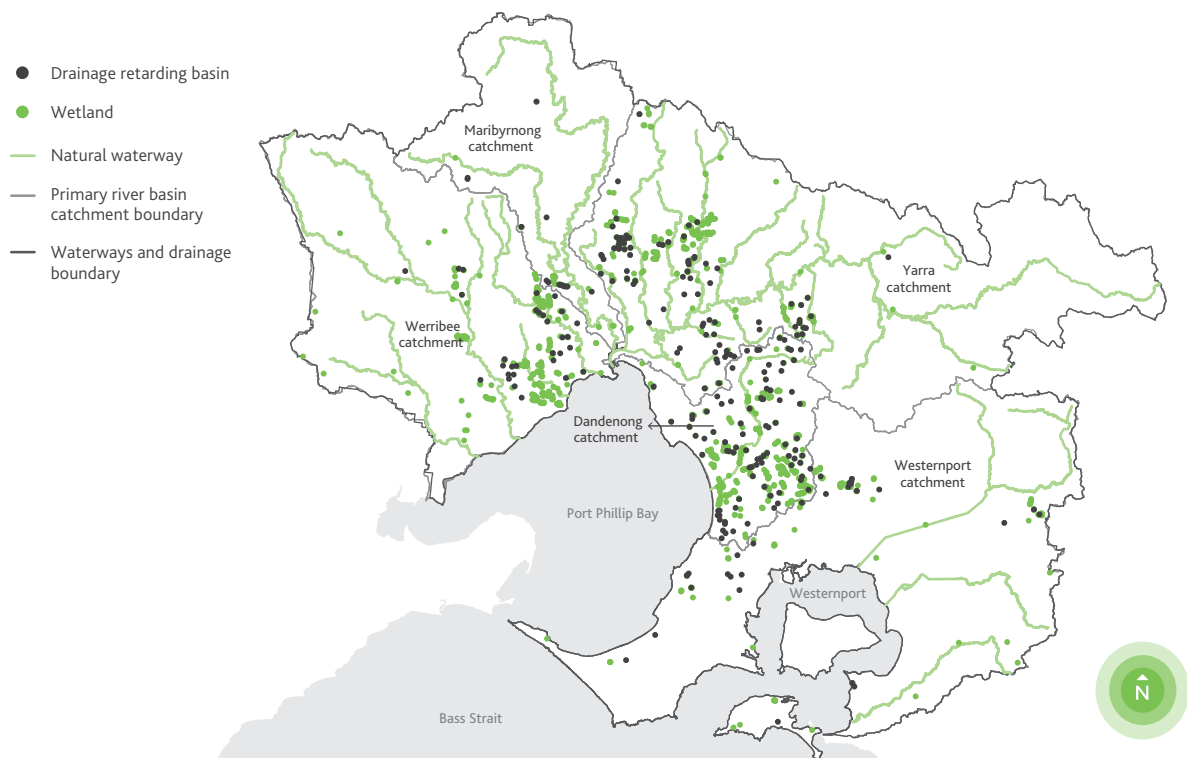 Drainage retarding basin
Wetland
Natural waterway
Primary river basin
catchment boundary
Waterways and drainage
boundary
Maribyrnong
catchment
Yarra
catchment
Werribee
catchment
Dandenong
catchment
Westernport
catchment
Port Phillip Bay
Westernport
Bass Strait
N